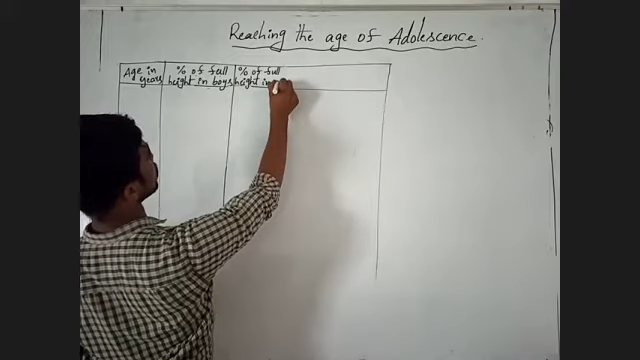 Reaching the age of Adolescence.
Age in years
% of full height in boys
% of full height in